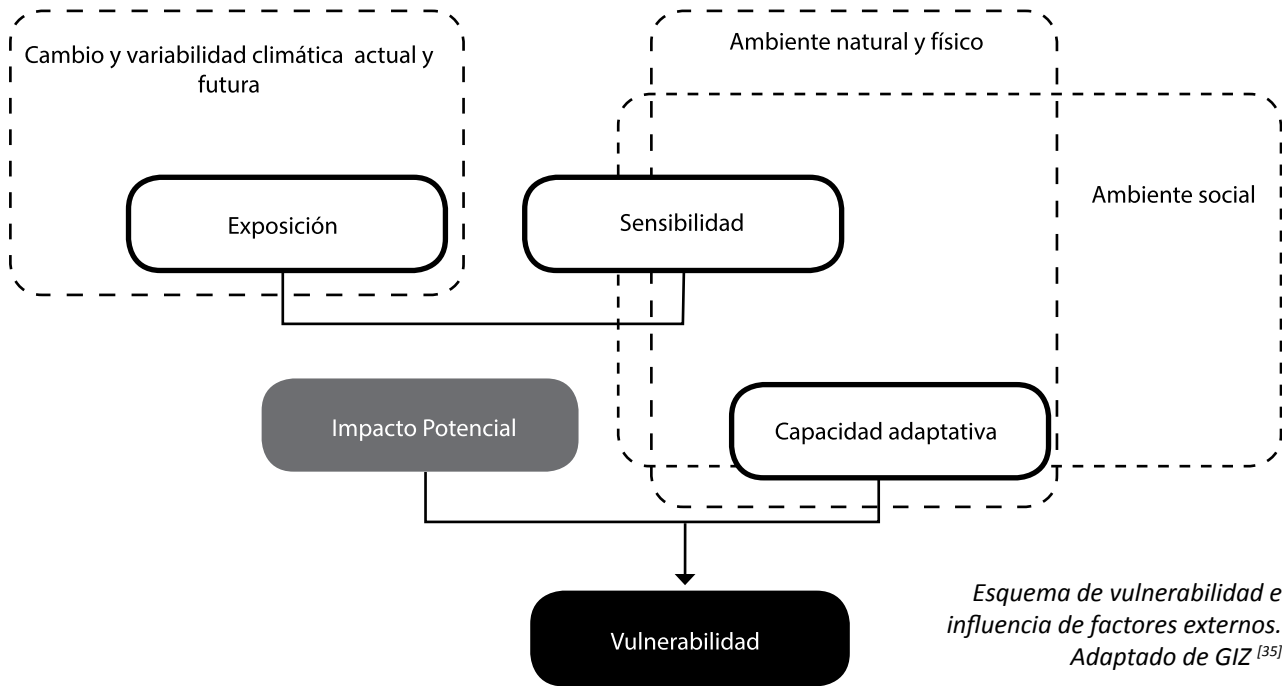 Cambio y variabilidad climática actual y
futura
Ambiente natural y físico
Ambiente social
Exposición
Sensibilidad
Impacto Potencial
Capacidad adaptativa
Vulnerabilidad
Esquema de vulnerabilidad e
influencia de factores externos.
Adaptado de GIZ [35]